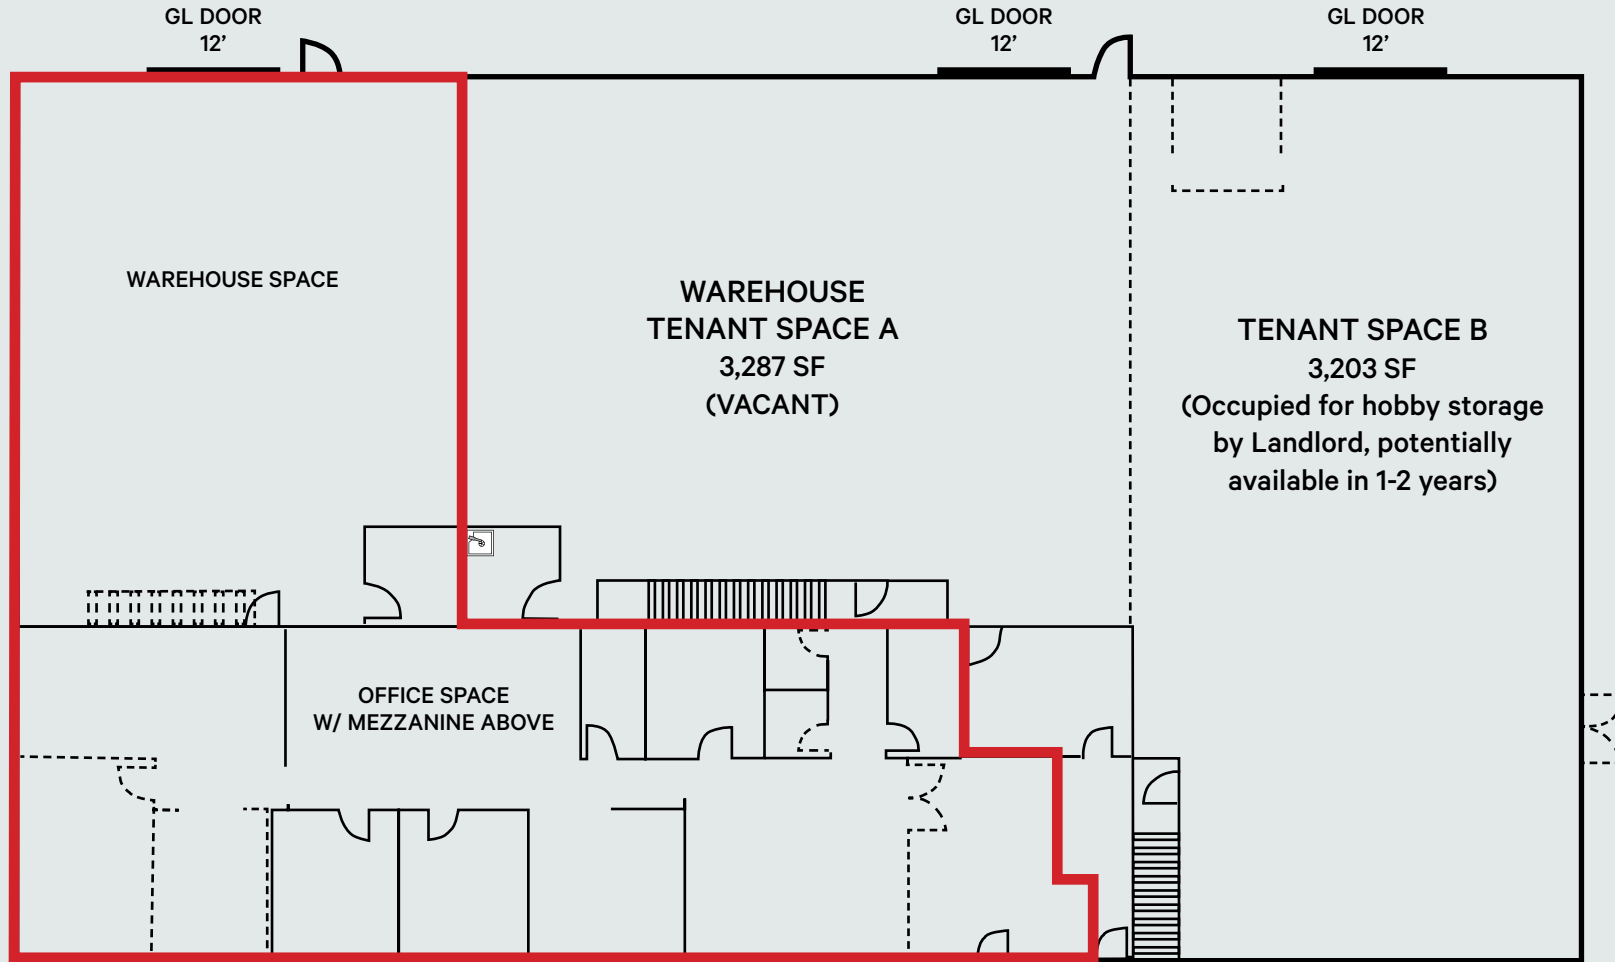 GL DOOR
12’
GL DOOR
12’
GL DOOR
12’
WAREHOUSE SPACE
WAREHOUSE
TENANT SPACE A
3,287 SF
(VACANT)
TENANT SPACE B
3,203 SF
(Occupied for hobby storage
by Landlord, potentially
available in 1-2 years)
OFFICE SPACE
W/ MEZZANINE ABOVE